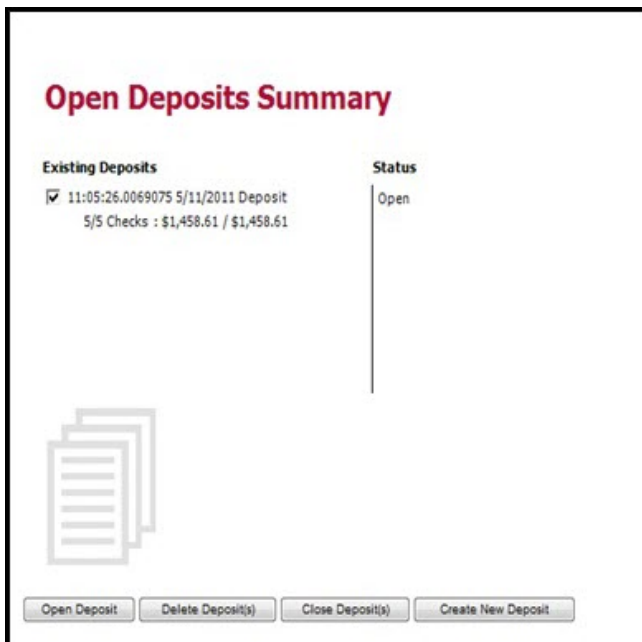 Open Deposits Summary
Existing Deposits Status
11:05:26.0069075 5/11/2011 Deposit Open
5/5 Checks : $1,458.61 / $1,458.61
Open Deposit Delete Deposit(s) Close Deposit(s) Create New Deposit